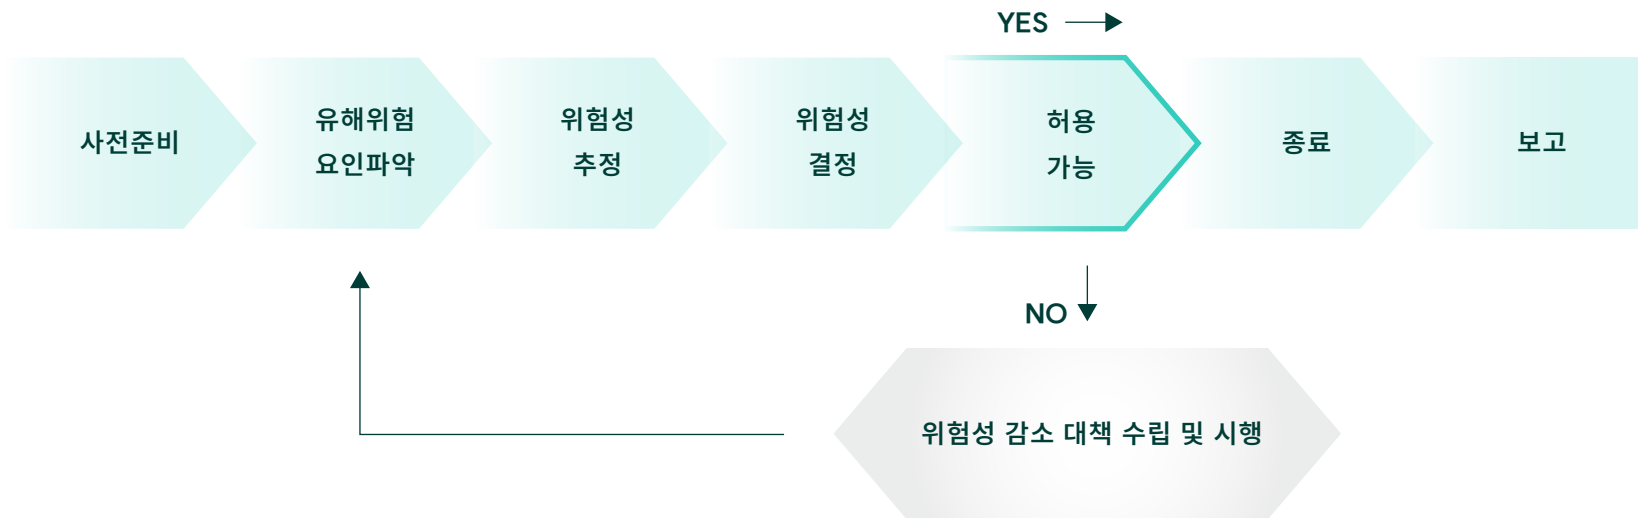 YES
사전준비
유해위험
요인파악
위험성
추정
위험성
결정
허용
가능
종료
보고
NO
위험성 감소 대책 수립 및 시행